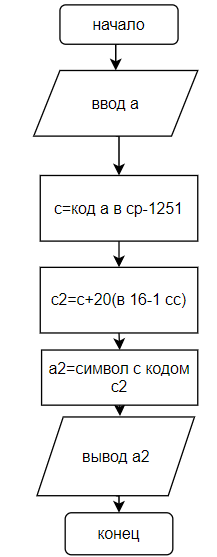 начало
ввод а
с=код а в ср-1251
с2=с+20(в 16-1 сс)
а2=символ с кодом
с2
вывод а2
конец